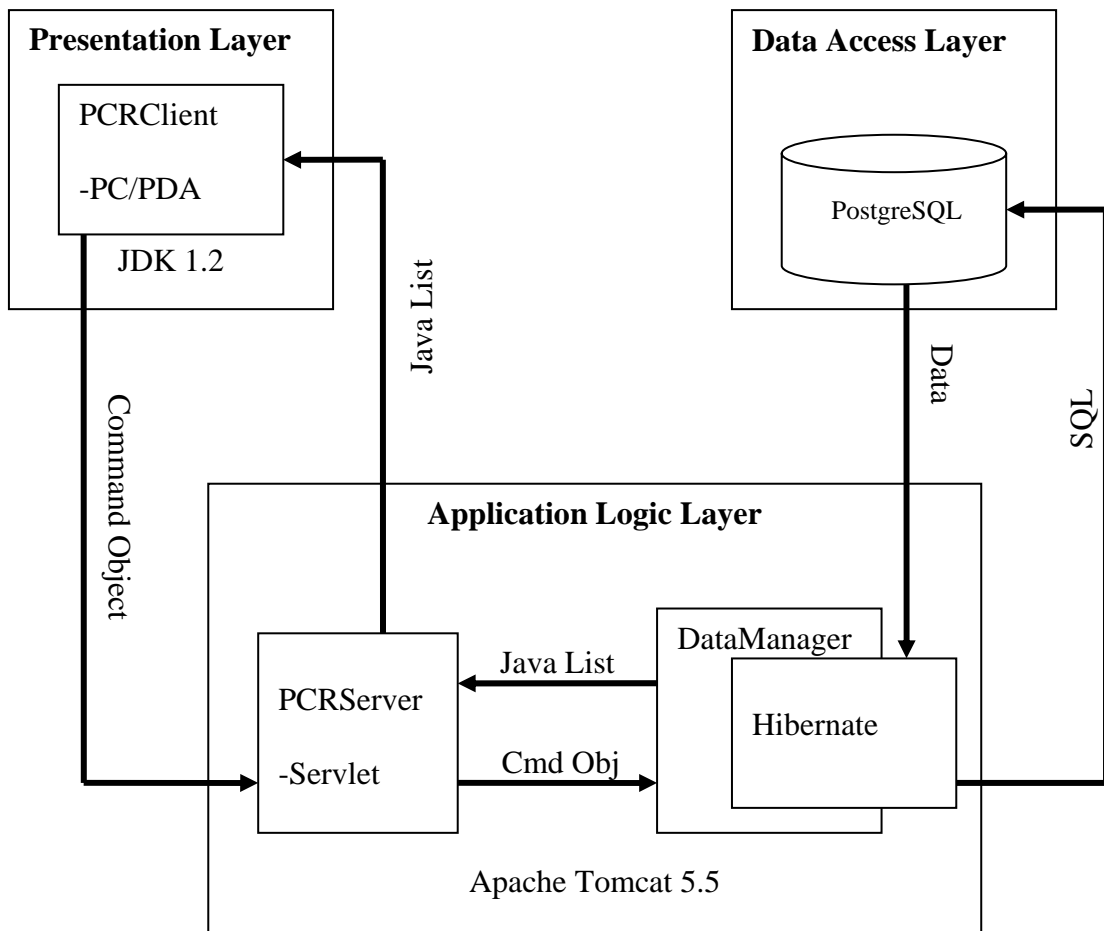 Presentation Layer
PCRClient
-PC/PDA
JDK 1.2
Data Access Layer
PostgreSQL
Java List
Command Object
Data
SQL
Application Logic Layer
PCRServer
-Servlet
Java List
Cmd Obj
DataManager
Hibernate
Apache Tomcat 5.5